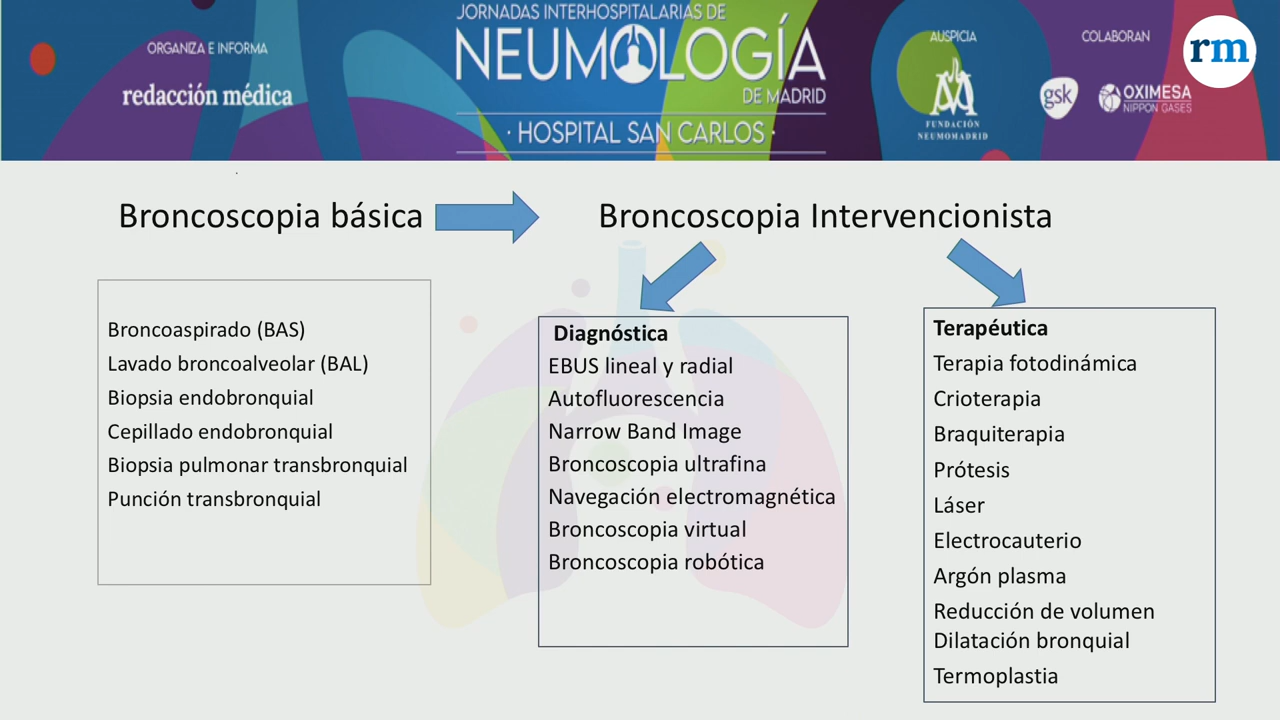 ORGANIZA E INFORMA
redacción médica
JORNADAS INTERHOSPITALARIAS DE
NEUMOLOGÍA
DE MADRID
· HOSPITAL SAN CARLOS ·
AUSPICIA
FUNDACIÓN
NEUMOMADRID
COLABORAN
gsk
OXIMESA
NIPPON GASES
rm
Broncoscopia básica
Broncoscopia Intervencionista
Broncoaspirado (BAS)
Lavado broncoalveolar (BAL)
Biopsia endobronquial
Cepillado endobronquial
Biopsia pulmonar transbronquial
Punción transbronquial
Diagnóstica
EBUS lineal y radial
Autofluorescencia
Narrow Band Image
Broncoscopia ultrafina
Navegación electromagnética
Broncoscopia virtual
Broncoscopia robótica
Terapéutica
Terapia fotodinámica
Crioterapia
Braquiterapia
Prótesis
Láser
Electrocauterio
Argón plasma
Reducción de volumen
Dilatación bronquial
Termoplastia